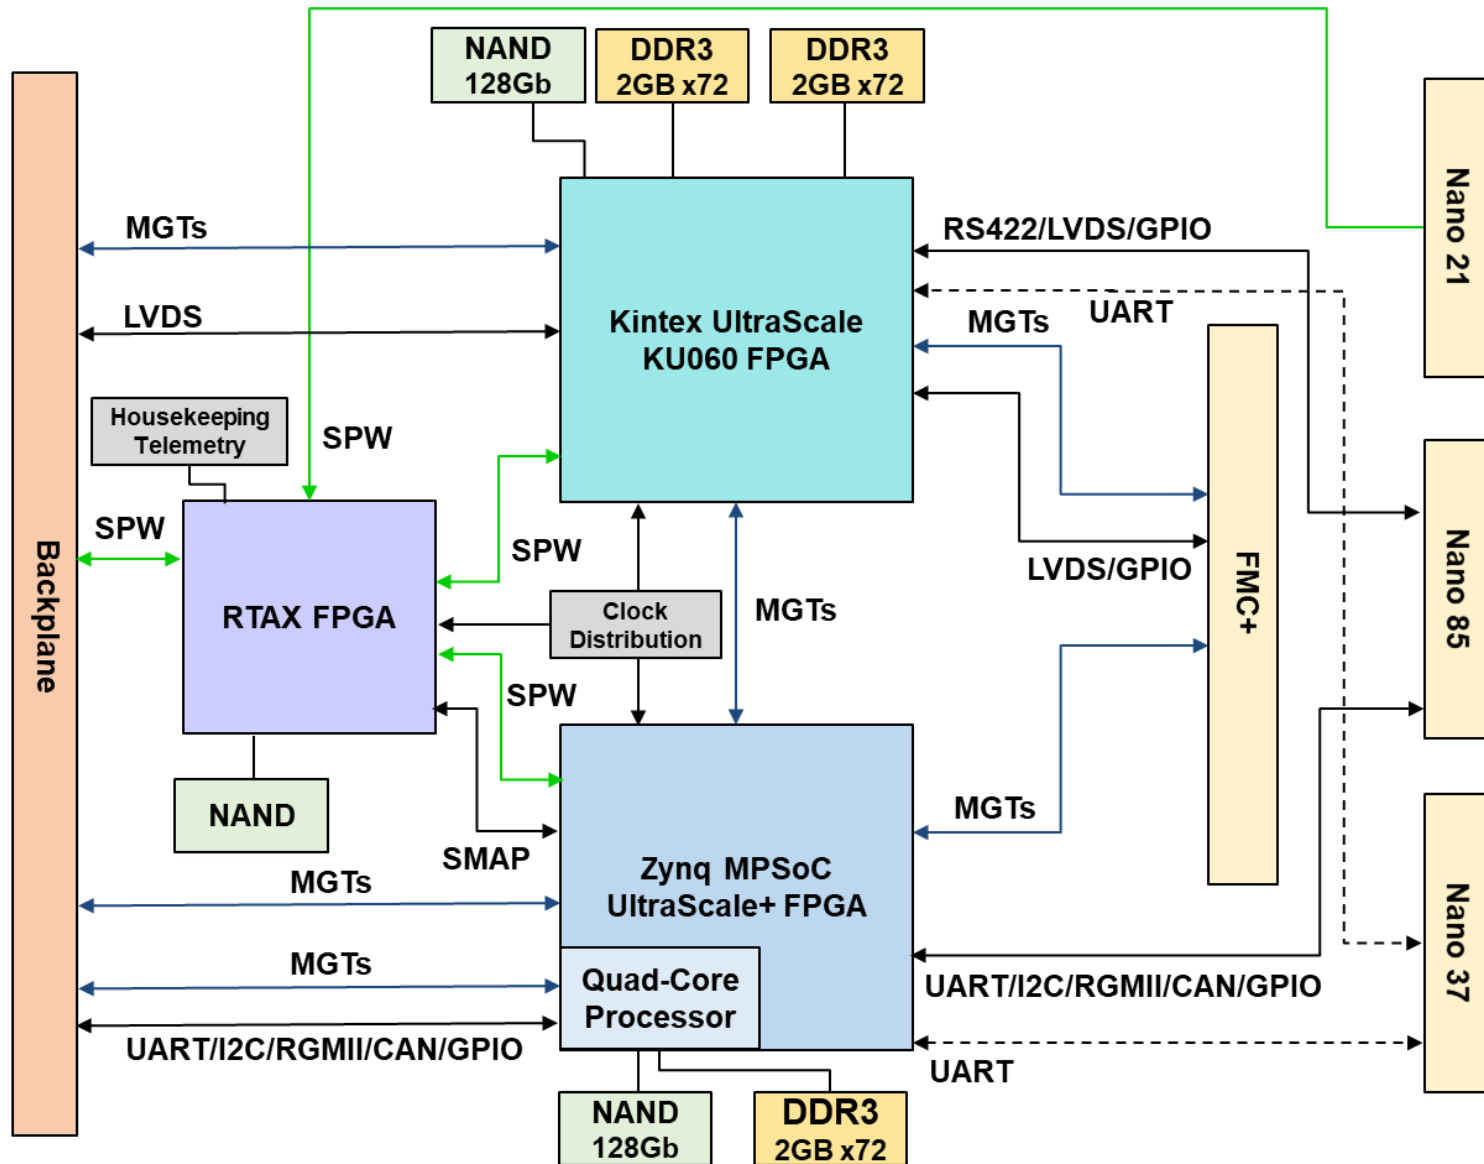 NAND
128Gb
DDR3
2GB x72
DDR3
2GB x72
Nano 21
MGTs
RS422/LVDS/GPIO
LVDS
UART
Kintex UltraScale
KU060 FPGA
MGTs
Housekeeping
Telemetry
SPW
Backplane
SPW
SPW
LVDS/GPIO
FMC+
Nano 85
RTAX FPGA
Clock
Distribution
MGTs
SPW
NAND
SMAP
MGTs
MGTs
Zynq MPSoC
UltraScale+ FPGA
Nano 37
MGTs
Quad-Core
Processor
UART/I2C/RGMII/CAN/GPIO
UART/I2C/RGMII/CAN/GPIO
UART
NAND
128Gb
DDR3
2GB x72